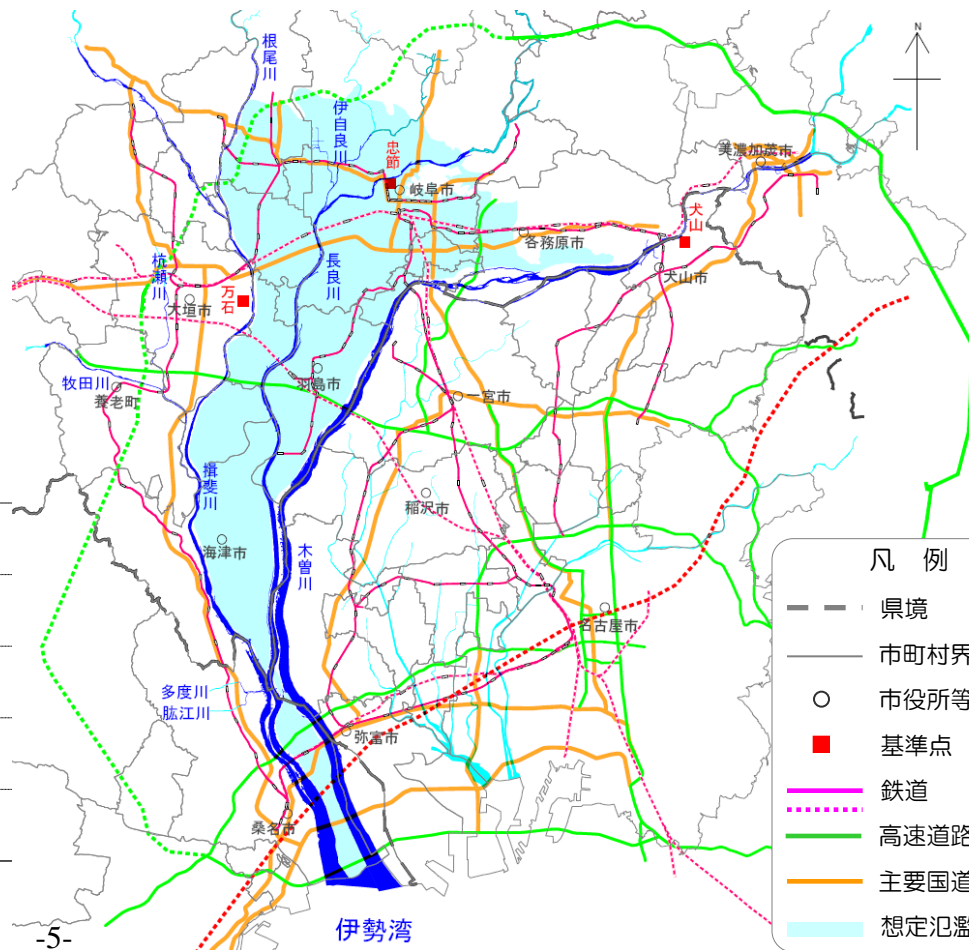 N
根尾川
伊自良川
忠節
岐阜市
美濃加茂市
犬山
各務原市
犬山市
杭瀬川
大垣市
万石
長良川
牧田川
養老町
羽島市
一宮市
揖斐川
稲沢市
海津市
木曽川
名古屋市
多度川
肱江川
弥富市
桑名市
伊勢湾
凡 例
県境
市町村界
市役所等
基準点
鉄道
高速道路
主要国道
想定氾濫
-5-